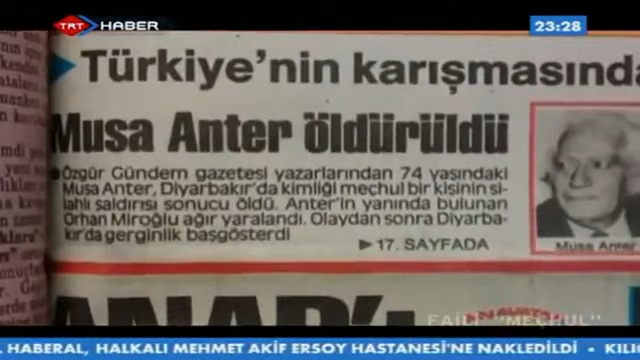 TRT HABER
23:28
Türkiye'nin karışmasında
Musa Anter öldürüldü
Özgür Gündem gazetesi yazarlarından 74 yaşındaki
Musa Anter, Diyarbakır'da kimliği meçhul bir kişinin si-
lahlı saldırısı sonucu öldü. Anter'in yanında bulunan
Orhan Miroğlu ağır yaralandı. Olaydan sonra Diyarba-
kır'da gerginlik başgösterdi
17. SAYFADA
Musa Anter
FAİLİ "MEÇHUL"
HABERAL, HALKALI MEHMET AKİF ERSOY HASTANESİ'NE NAKLEDİLDİ -